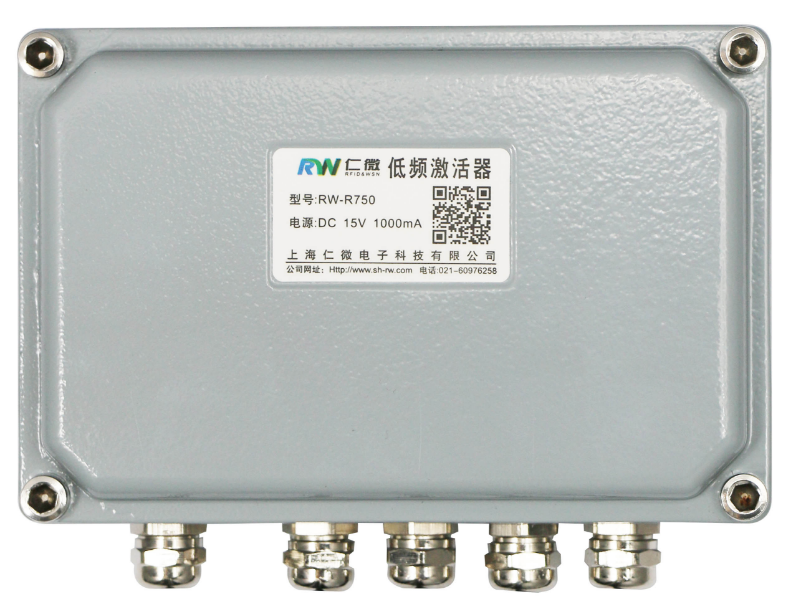 RW 仁微 RFID&WSN 低频激活器
型号:RW-R750
电源:DC 15V 1000mA
上海仁微电子科技有限公司
公司网址：Http://www.sh-rw.com 电话:021-60976258